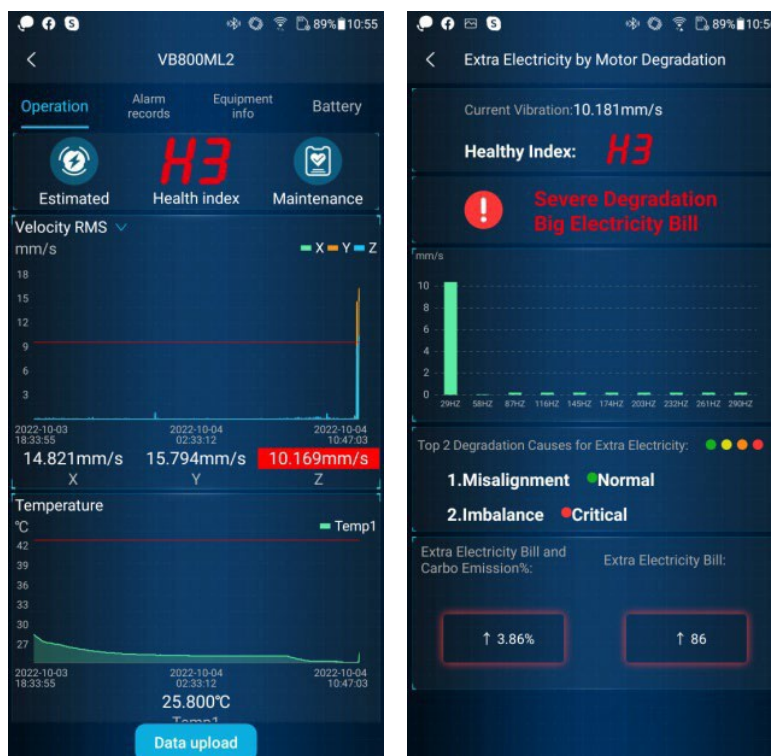 89% 10:55
VB800ML2
Operation
Alarm records
Equipment info
Battery
H3
Estimated
Health index
Maintenance
Velocity RMS
mm/s
X Y Z
18
15
12
9
6
3
2022-10-03
18:33:55
2022-10-04
02:33:12
2022-10-04
10:47:03
14.821mm/s
15.794mm/s
10.169mm/s
X
Y
Z
Temperature
℃
Temp1
42
39
36
33
30
27
2022-10-03
18:33:55
2022-10-04
02:33:12
2022-10-04
10:47:03
25.800℃
Temp1
Data upload
S
89% 10:5
Extra Electricity by Motor Degradation
Current Vibration:10.181mm/s
Healthy Index:
H3
!
Severe Degradation
Big Electricity Bill
mm/s
10
8
6
4
2
0
29HZ 58HZ 87HZ 116HZ 145HZ 174HZ 203HZ 232HZ 261HZ 290HZ
Top 2 Degradation Causes for Extra Electricity:
1.Misalignment Normal
2.Imbalance Critical
Extra Electricity Bill and
Carbo Emission%:
Extra Electricity Bill:
↑ 3.86%
↑ 86